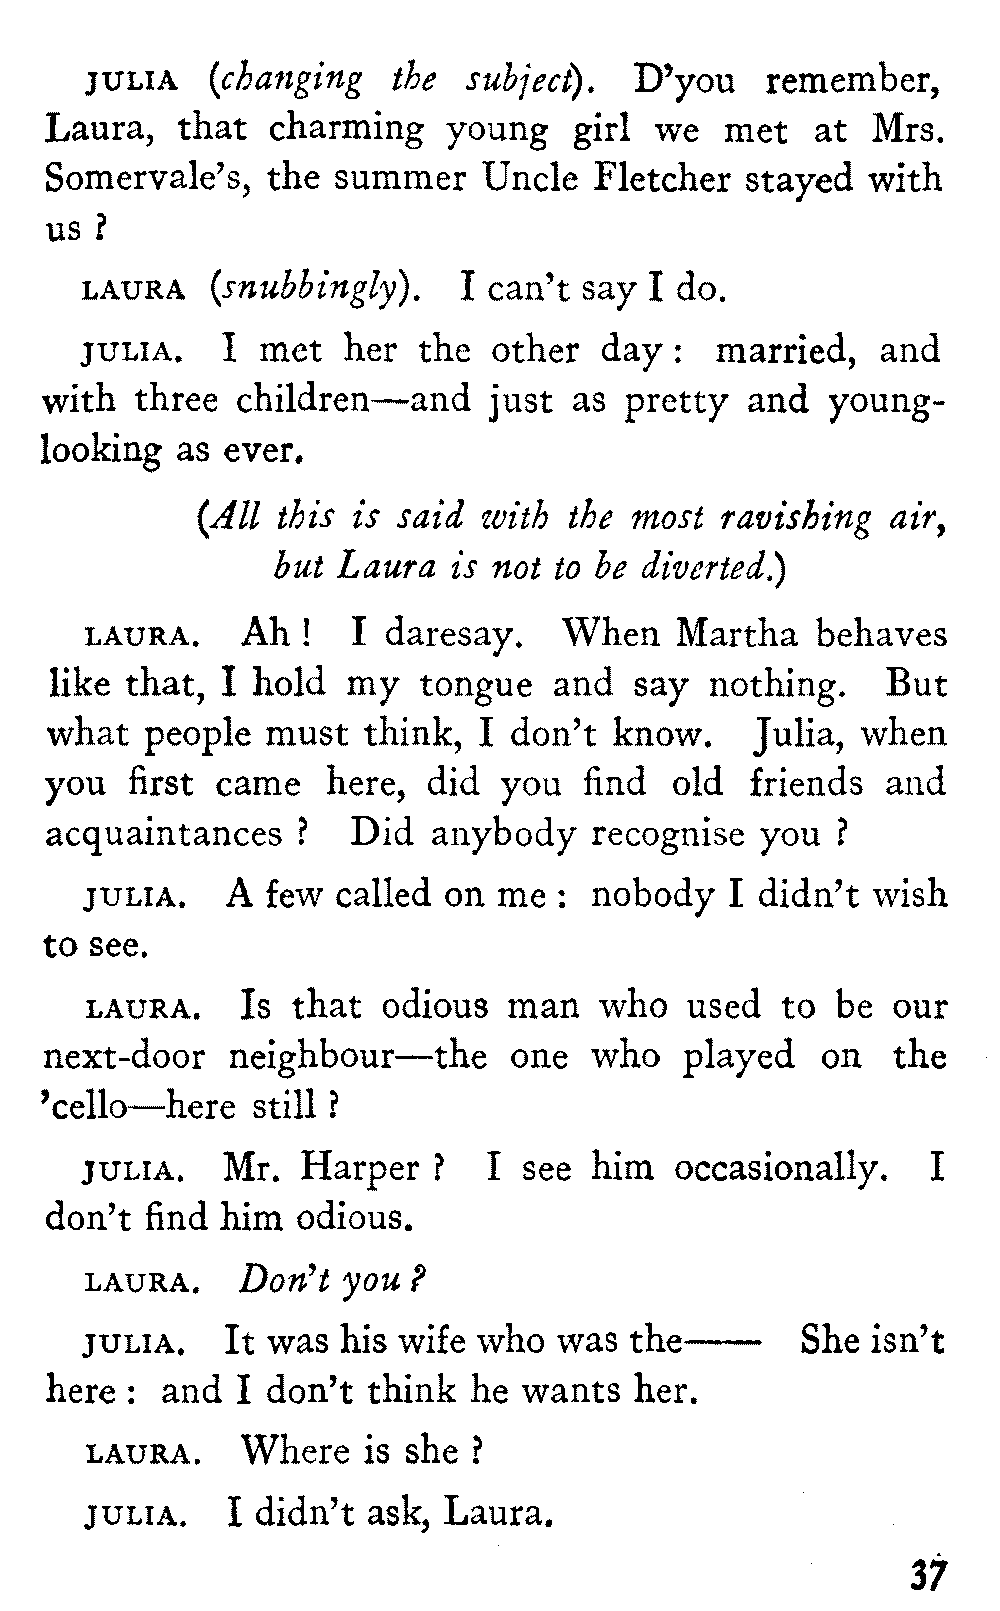 JULIA (changing the subject). D’you remember,
Laura, that charming young girl we met at Mrs.
Somervale’s, the summer Uncle Fletcher stayed with
us ?
LAURA (snubbingly). I can’t say I do.
JULIA. I met her the other day : married, and
with three children—and just as pretty and young-
looking as ever.
(All this is said with the most ravishing air,
but Laura is not to be diverted.)
LAURA. Ah ! I daresay. When Martha behaves
like that, I hold my tongue and say nothing. But
what people must think, I don’t know. Julia, when
you first came here, did you find old friends and
acquaintances ? Did anybody recognise you ?
JULIA. A few called on me : nobody I didn’t wish
to see.
LAURA. Is that odious man who used to be our
next-door neighbour—the one who played on the
’cello—here still ?
JULIA. Mr. Harper ? I see him occasionally. I
don’t find him odious.
LAURA. Don’t you ?
JULIA. It was his wife who was the—— She isn’t
here : and I don’t think he wants her.
LAURA. Where is she ?
JULIA. I didn’t ask, Laura.
37